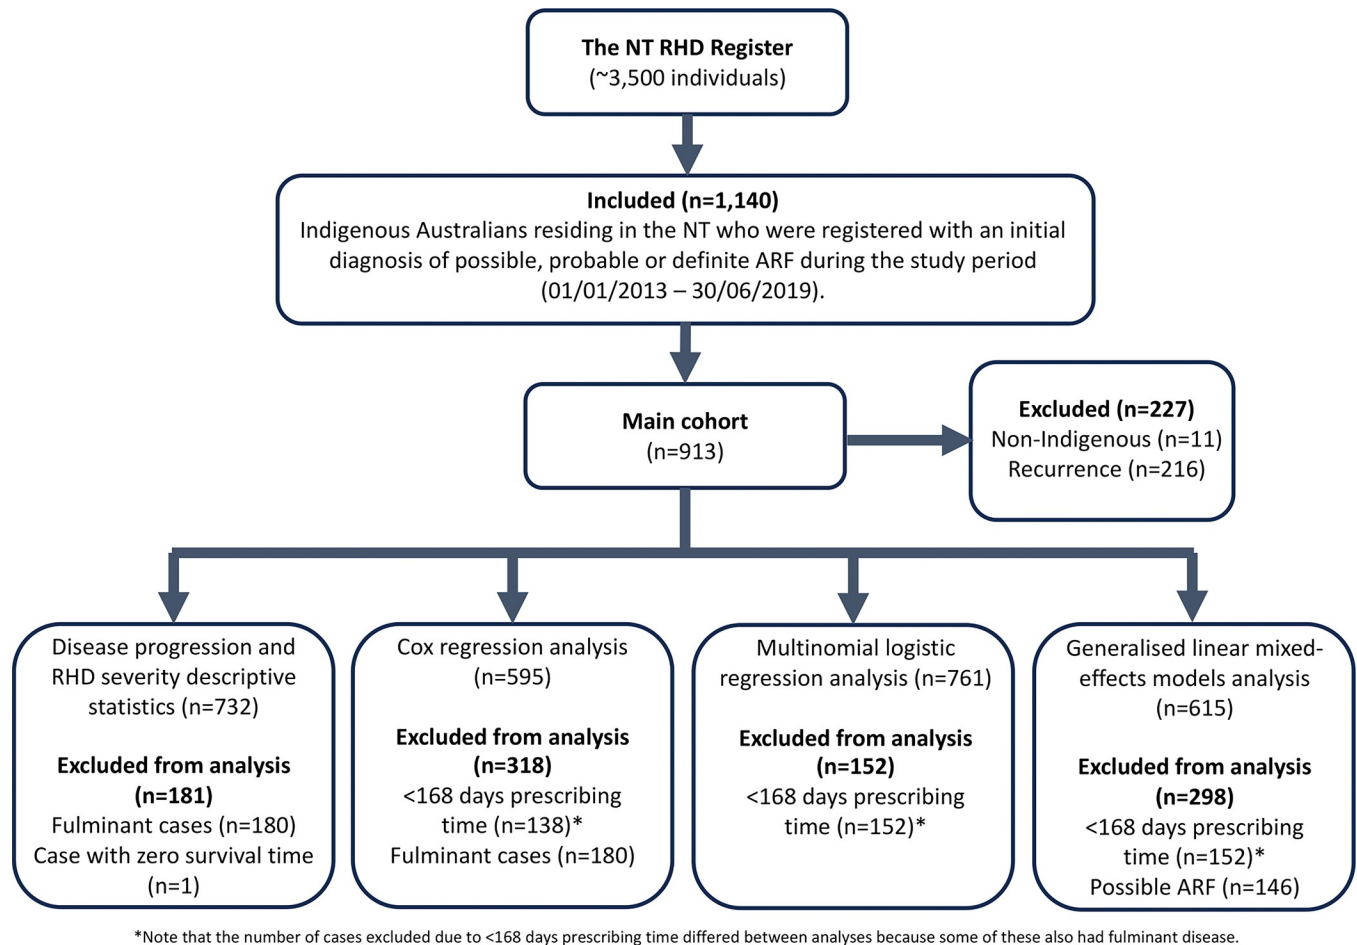 The NT RHD Register
(~3,500 individuals)
Included (n=1,140)
Indigenous Australians residing in the NT who were registered with an initial
diagnosis of possible, probable or definite ARF during the study period
(01/01/2013 – 30/06/2019).
Main cohort
(n=913)
Excluded (n=227)
Non-Indigenous (n=11)
Recurrence (n=216)
Disease progression and
RHD severity descriptive
statistics (n=732)
Excluded from analysis
(n=181)
Fulminant cases (n=180)
Case with zero survival time
(n=1)
Cox regression analysis
(n=595)
Excluded from analysis
(n=318)
<168 days prescribing
time (n=138)*
Fulminant cases (n=180)
Multinomial logistic
regression analysis (n=761)
Excluded from analysis
(n=152)
<168 days prescribing
time (n=152)*
Generalised linear mixed-
effects models analysis
(n=615)
Excluded from analysis
(n=298)
<168 days prescribing
time (n=152)*
Possible ARF (n=146)
*Note that the number of cases excluded due to <168 days prescribing time differed between analyses because some of these also had fulminant disease.